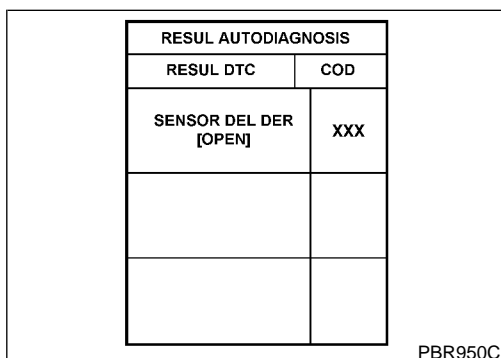 RESUL AUTODIAGNOSIS
RESUL DTC COD
SENSOR DEL DER XXX
[OPEN]
PBR950C